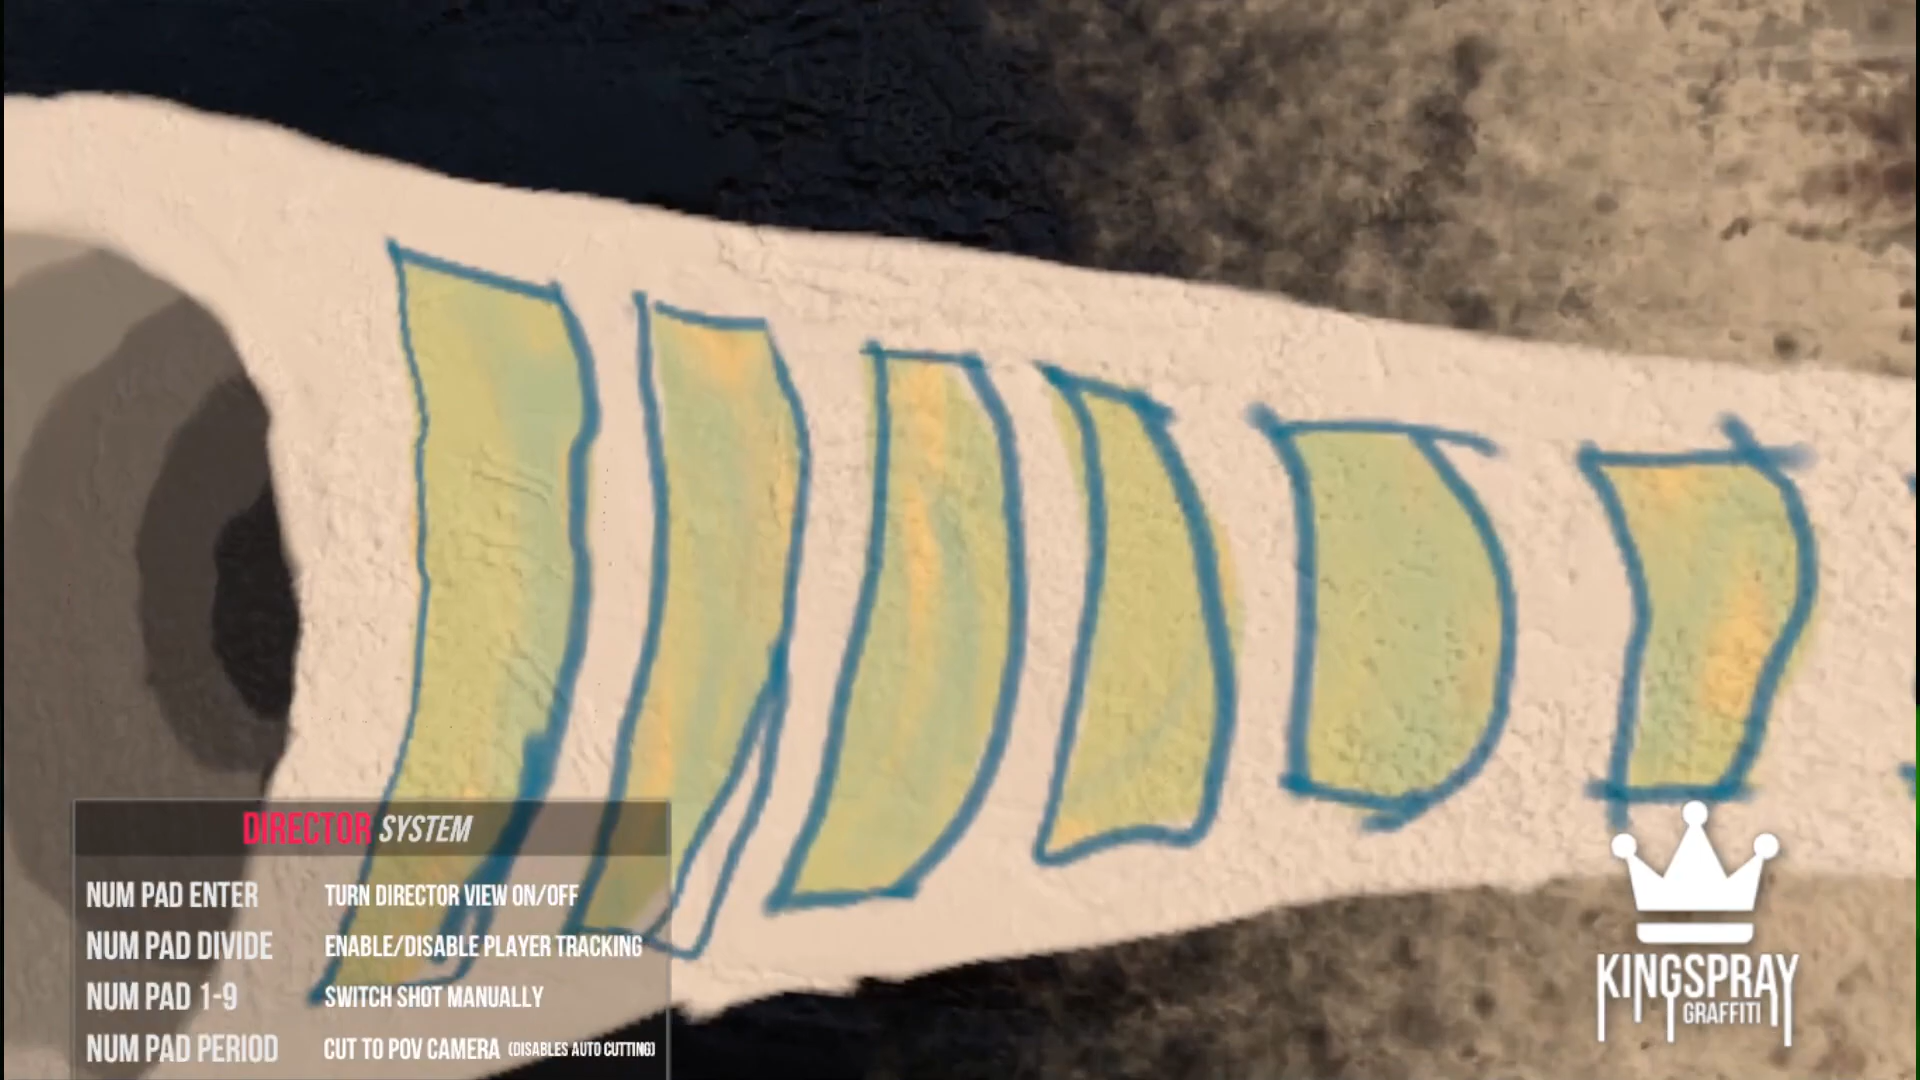 DIRECTOR SYSTEM
NUM PAD ENTER TURN DIRECTOR VIEW ON/OFF
NUM PAD DIVIDE ENABLE/DISABLE PLAYER TRACKING
NUM PAD 1-9 SWITCH SHOT MANUALLY
NUM PAD PERIOD CUT TO POV CAMERA (DISABLES AUTO CUTTING)
KINGSPRAY
GRAFFITI